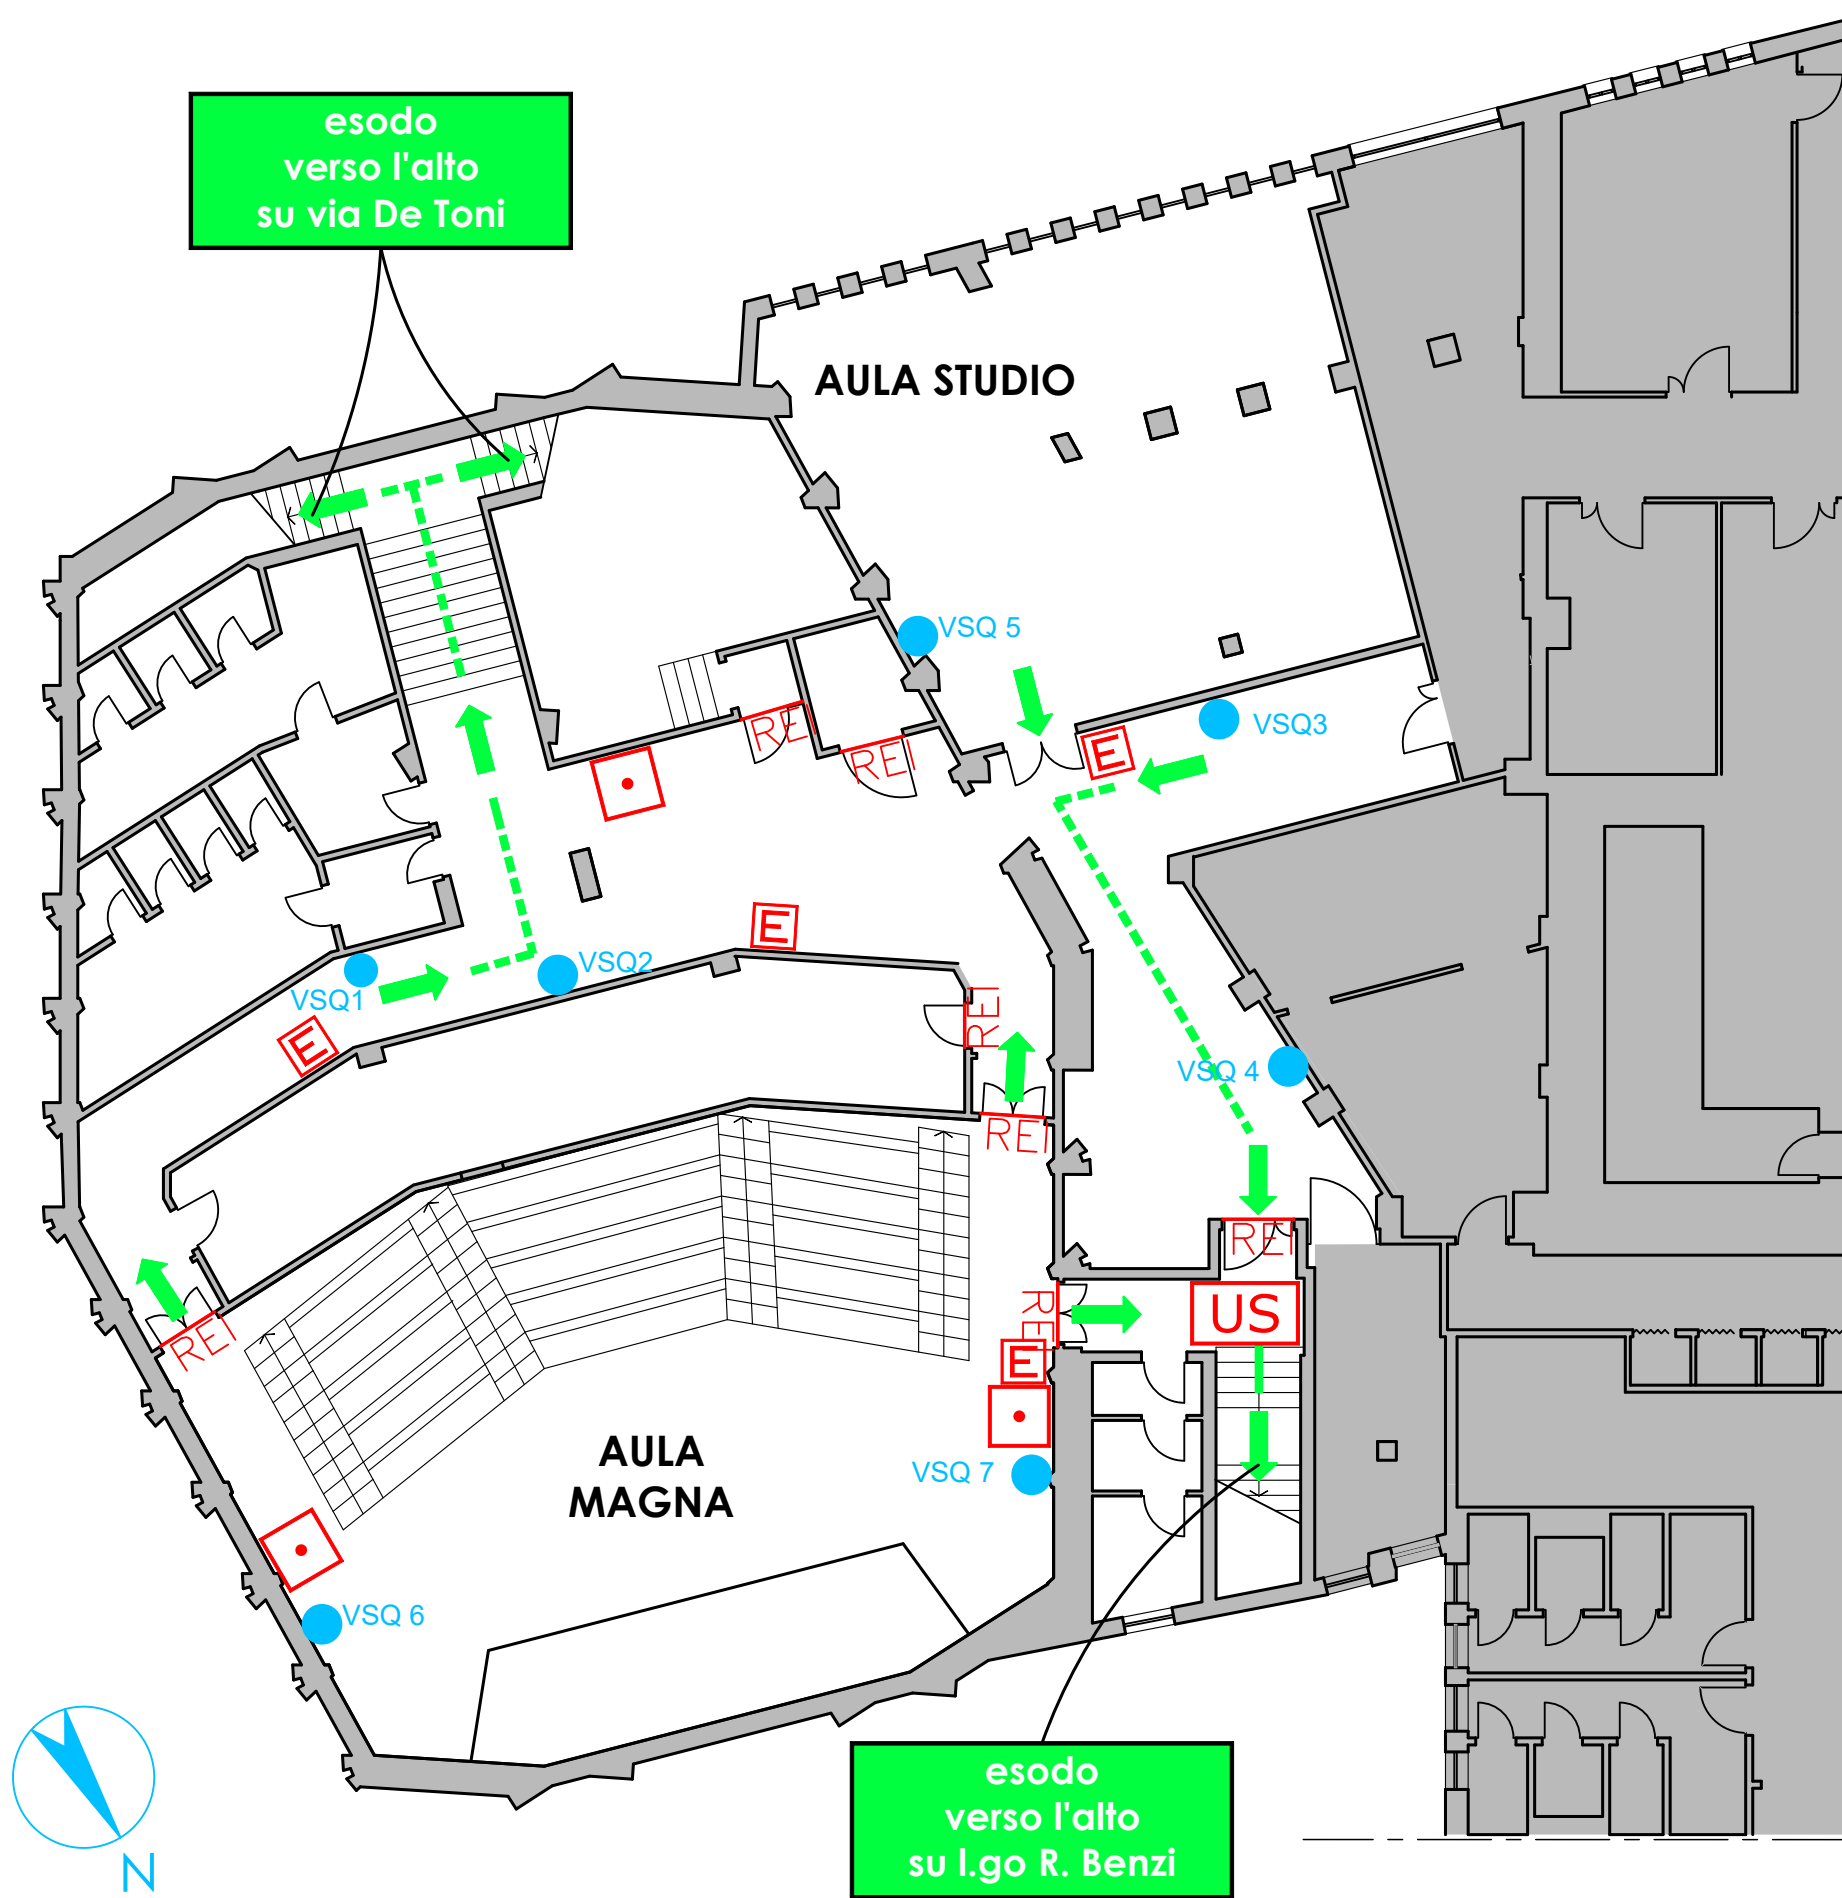 esodo
verso l'alto
su via De Toni
AULA STUDIO
VSQ 5
VSQ3
REI
REI
E
E
VSQ2
VSQ1
E
REI
VSQ 4
REI
REI
REI
US
REI
E
AULA
MAGNA
VSQ 7
VSQ 6
esodo
verso l'alto
su l.go R. Benzi
N